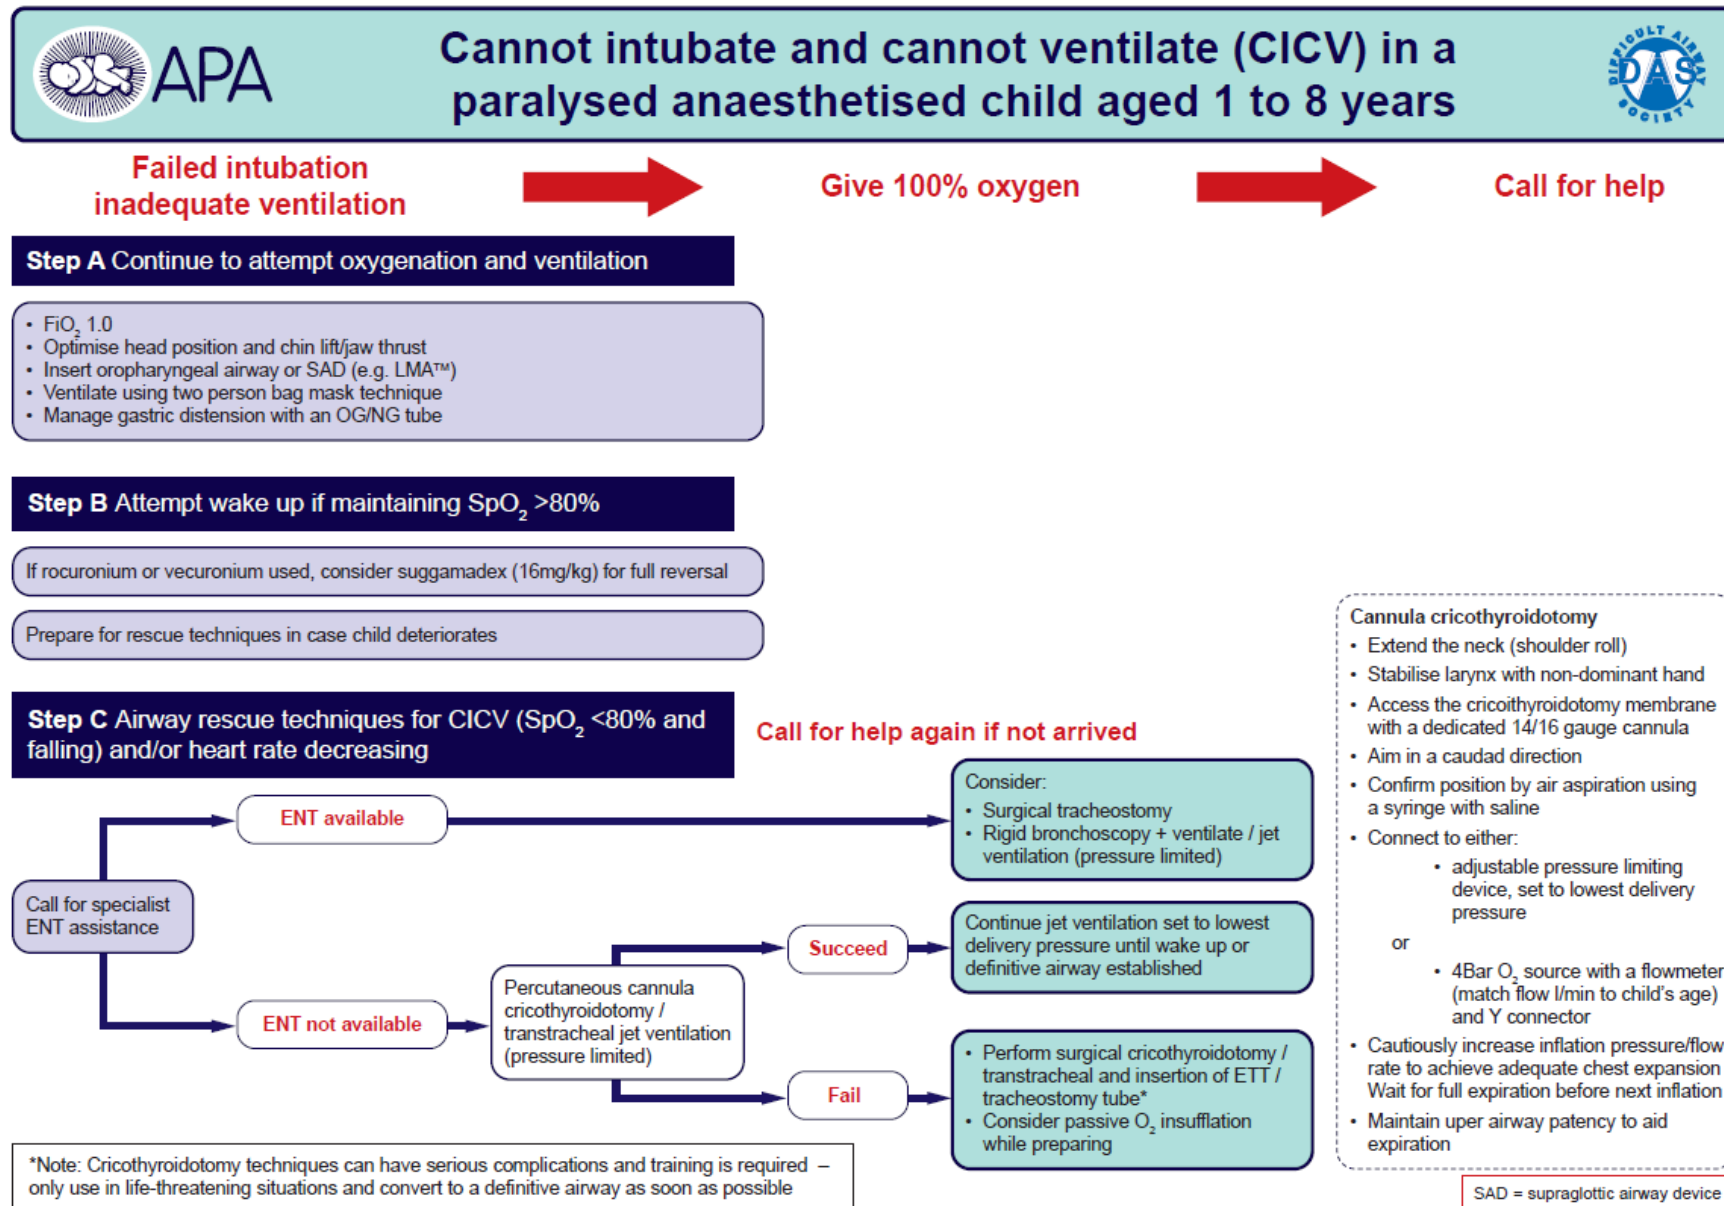 APA
Cannot intubate and cannot ventilate (CICV) in a
paralysed anaesthetised child aged 1 to 8 years
DIFFICULT AIRWAY
DAS
SOCIETY
Failed intubation
inadequate ventilation
Give 100% oxygen
Call for help
Step A Continue to attempt oxygenation and ventilation
• FiO2 1.0
• Optimise head position and chin lift/jaw thrust
• Insert oropharyngeal airway or SAD (e.g. LMA™)
• Ventilate using two person bag mask technique
• Manage gastric distension with an OG/NG tube
Step B Attempt wake up if maintaining SpO2 >80%
If rocuronium or vecuronium used, consider suggamadex (16mg/kg) for full reversal
Prepare for rescue techniques in case child deteriorates
Step C Airway rescue techniques for CICV (SpO2 <80% and
falling) and/or heart rate decreasing
Call for help again if not arrived
Call for specialist
ENT assistance
ENT available
Consider:
• Surgical tracheostomy
• Rigid bronchoscopy + ventilate / jet
ventilation (pressure limited)
ENT not available
Percutaneous cannula
cricothyroidotomy /
transtracheal jet ventilation
(pressure limited)
Succeed
Continue jet ventilation set to lowest
delivery pressure until wake up or
definitive airway established
Fail
• Perform surgical cricothyroidotomy /
transtracheal and insertion of ETT /
tracheostomy tube*
• Consider passive O2 insufflation
while preparing
Cannula cricothyroidotomy
• Extend the neck (shoulder roll)
• Stabilise larynx with non-dominant hand
• Access the cricoithyroidotomy membrane
with a dedicated 14/16 gauge cannula
• Aim in a caudad direction
• Confirm position by air aspiration using
a syringe with saline
• Connect to either:
• adjustable pressure limiting
device, set to lowest delivery
pressure
or
• 4Bar O2 source with a flowmeter
(match flow l/min to child's age)
and Y connector
• Cautiously increase inflation pressure/flow
rate to achieve adequate chest expansion
Wait for full expiration before next inflation
• Maintain uper airway patency to aid
expiration
*Note: Cricothyroidotomy techniques can have serious complications and training is required –
only use in life-threatening situations and convert to a definitive airway as soon as possible
SAD = supraglottic airway device